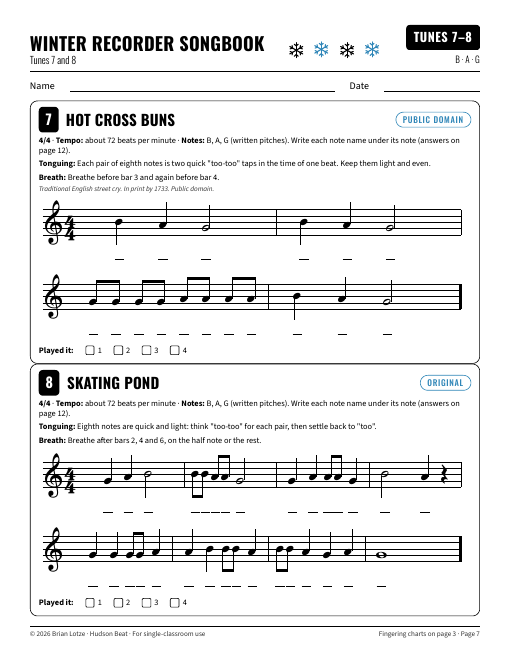 WINTER RECORDER SONGBOOK
Tunes 7 and 8
TUNES 7–8
B · A · G
Name
Date
7 HOT CROSS BUNS
PUBLIC DOMAIN
4/4 · Tempo: about 72 beats per minute · Notes: B, A, G (written pitches). Write each note name under its note (answers on
page 12).
Tonguing: Each pair of eighth notes is two quick "too-too" taps in the time of one beat. Keep them light and even.
Breath: Breathe before bar 3 and again before bar 4.
Traditional English street cry. In print by 1733. Public domain.
4
4
Played it: 1 2 3 4
8 SKATING POND
ORIGINAL
4/4 · Tempo: about 72 beats per minute · Notes: B, A, G (written pitches). Write each note name under its note (answers on
page 12).
Tonguing: Eighth notes are quick and light: think "too-too" for each pair, then settle back to "too".
Breath: Breathe after bars 2, 4 and 6, on the half note or the rest.
4
4
Played it: 1 2 3 4
© 2026 Brian Lotze · Hudson Beat · For single-classroom use
Fingering charts on page 3 · Page 7